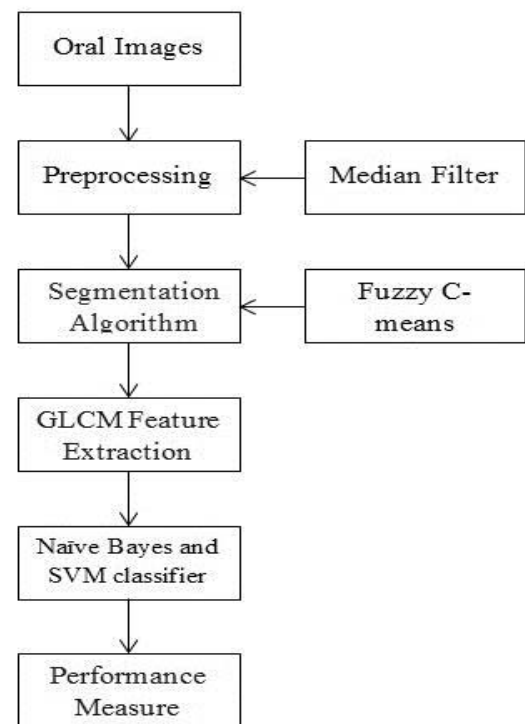 Oral Images
Preprocessing
Median Filter
Segmentation
Algorithm
Fuzzy C-
means
GLCM Feature
Extraction
Naïve Bayes and
SVM classifier
Performance
Measure